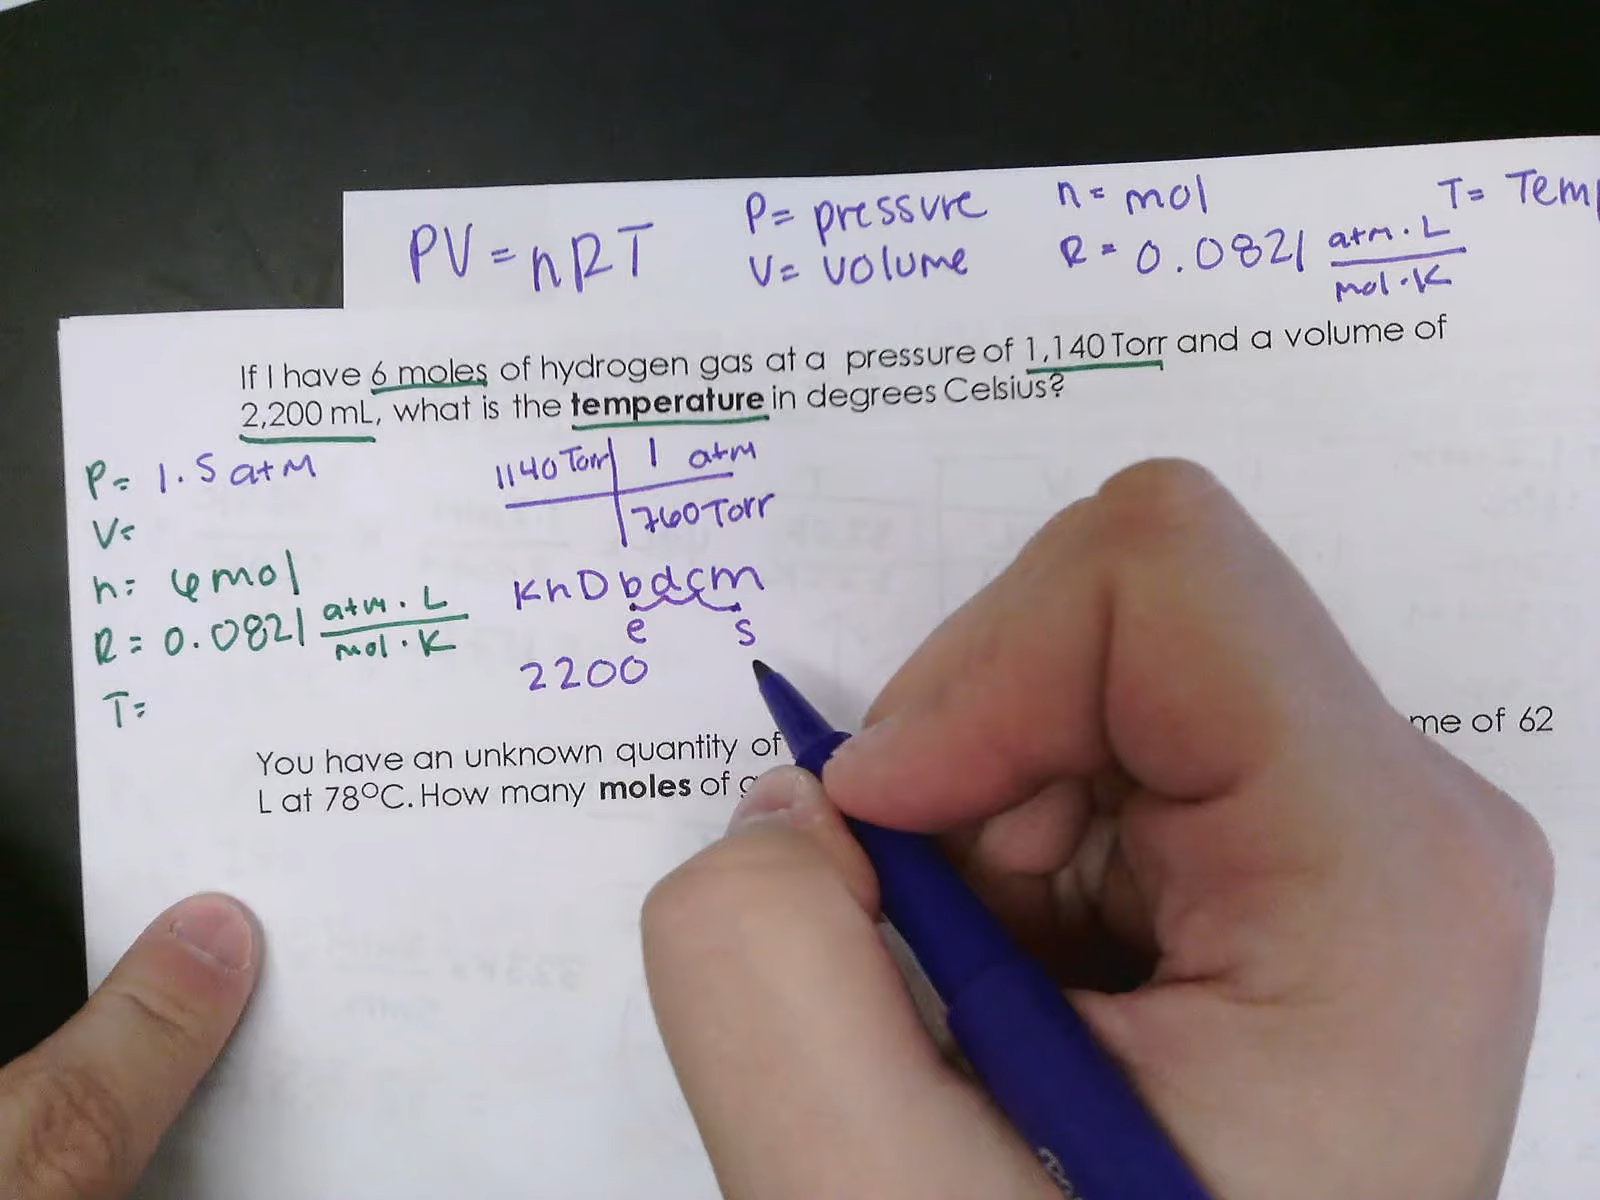 PV = nRT
P= pressure
V= volume
n= mol
R = 0.0821 atm·L
mol·K
T= Temp
If I have 6 moles of hydrogen gas at a pressure of 1,140 Torr and a volume of
2,200 mL, what is the temperature in degrees Celsius?
P= 1.5 atm
V=
n= 6 mol
R = 0.0821 atm·L
mol·K
T=
1140 Torr 1 atm
760 Torr
KhDbdcm
e s
2200
You have an unknown quantity of me of 62
L at 78°C. How many moles of